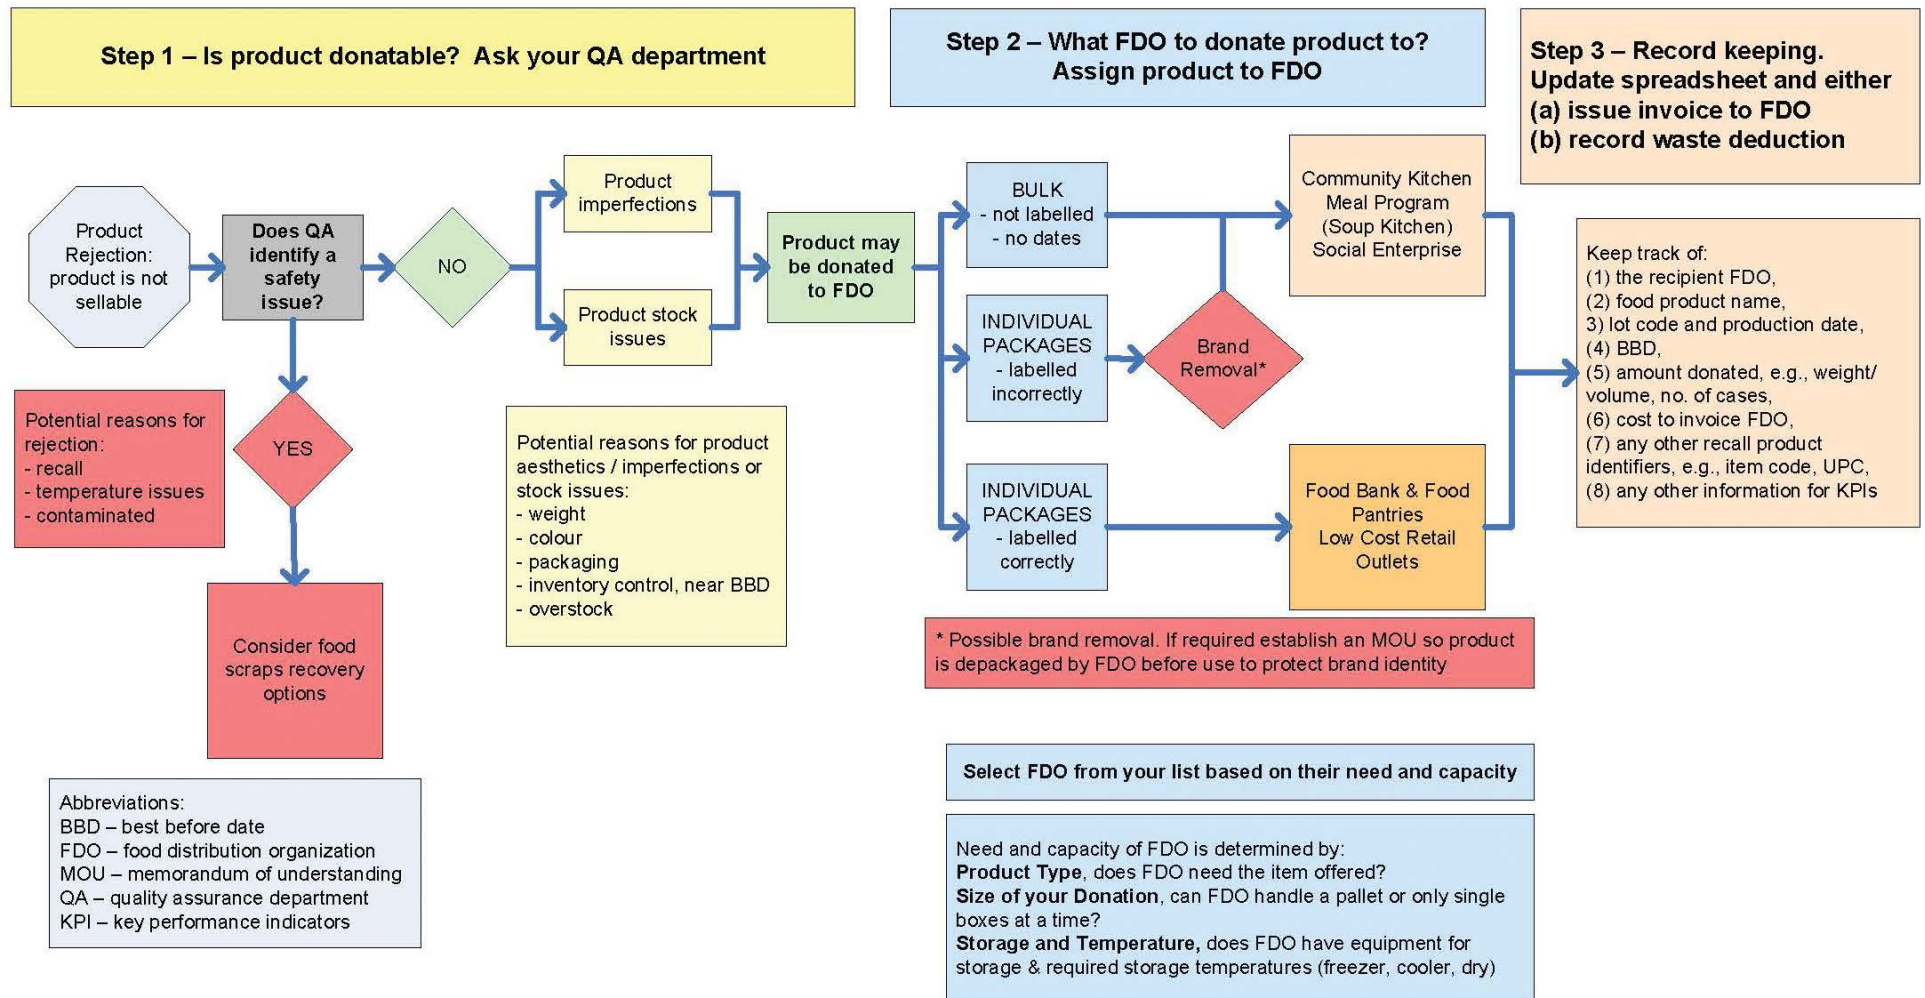 Step 1 – Is product donatable?  Ask your QA department
Step 2 – What FDO to donate product to?
Assign product to FDO
Step 3 – Record keeping.
Update spreadsheet and either
(a) issue invoice to FDO
(b) record waste deduction
Product
Rejection:
product is not
sellable
Does QA
identify a
safety
issue?
NO
Product
imperfections
Product stock
issues
Product may
be donated
to FDO
BULK
- not labelled
- no dates
INDIVIDUAL
PACKAGES
- labelled
incorrectly
INDIVIDUAL
PACKAGES
- labelled
correctly
Brand
Removal*
Community Kitchen
Meal Program
(Soup Kitchen)
Social Enterprise
Food Bank & Food
Pantries
Low Cost Retail
Outlets
Keep track of:
(1) the recipient FDO,
(2) food product name,
3) lot code and production date,
(4) BBD,
(5) amount donated, e.g., weight/
volume, no. of cases,
(6) cost to invoice FDO,
(7) any other recall product
identifiers, e.g., item code, UPC,
(8) any other information for KPIs
Potential reasons for
rejection:
- recall
- temperature issues
- contaminated
YES
Consider food
scraps recovery
options
Potential reasons for product
aesthetics / imperfections or
stock issues:
- weight
- colour
- packaging
- inventory control, near BBD
- overstock
* Possible brand removal. If required establish an MOU so product
is depackaged by FDO before use to protect brand identity
Select FDO from your list based on their need and capacity
Need and capacity of FDO is determined by:
Product Type, does FDO need the item offered?
Size of your Donation, can FDO handle a pallet or only single
boxes at a time?
Storage and Temperature, does FDO have equipment for
storage & required storage temperatures (freezer, cooler, dry)
Abbreviations:
BBD – best before date
FDO – food distribution organization
MOU – memorandum of understanding
QA – quality assurance department
KPI – key performance indicators